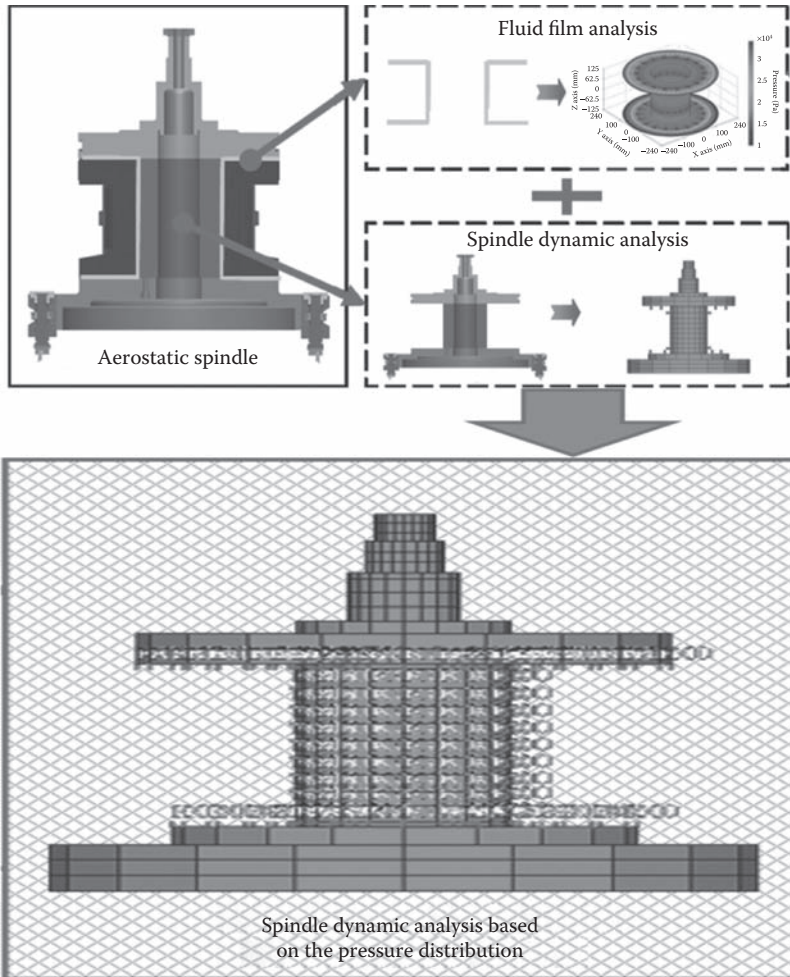 Fluid film analysis
×10⁴
3
2.5
2
1.5
1
Pressure (Pa)
125
62.5
0
−62.5
−125
Z axis (mm)
240
100
0
−100
−240
Y axis (mm)
−240
−100
0
100
240
X axis (mm)
Spindle dynamic analysis
Aerostatic spindle
Spindle dynamic analysis based
on the pressure distribution